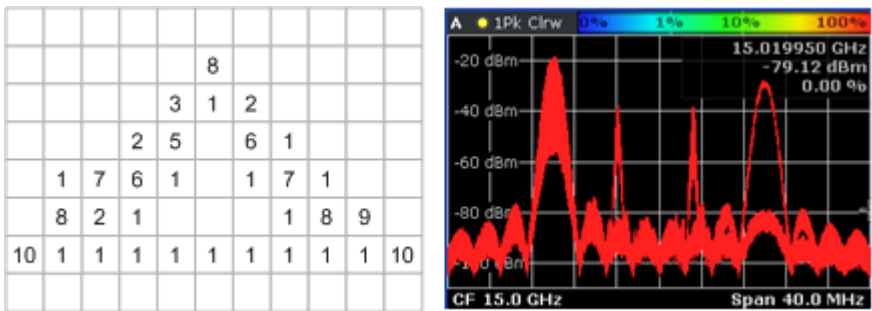 8
3 1 2
2 5 6 1
1 7 6 1 1 7 1
8 2 1 1 8 9
10 1 1 1 1 1 1 1 1 1 10
A 1Pk Clrw 0% 1% 10% 100%
15.019950 GHz
-79.12 dBm
0.00 %
-20 dBm
-40 dBm
-60 dBm
-80 dBm
CF 15.0 GHz Span 40.0 MHz